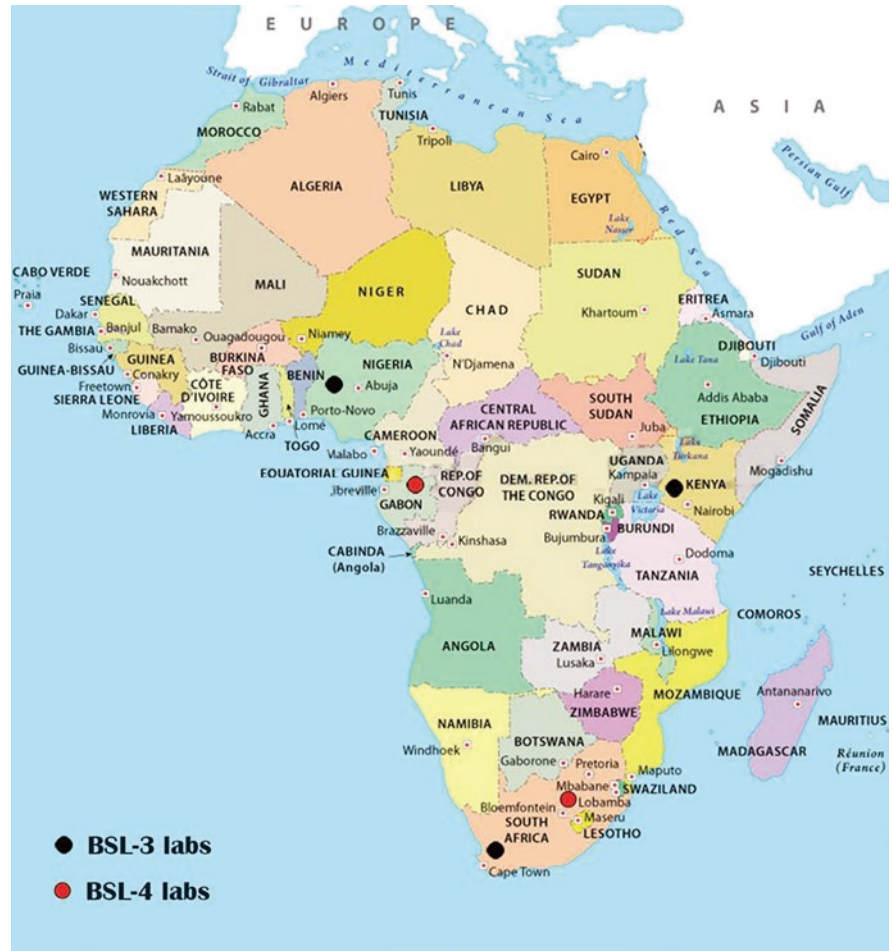 EUROPE
Mediterranean Sea
Strait of Gibraltar
Algiers
Tunis
ASIA
Rabat
TUNISIA
MOROCCO
Tripoli
Persian Gulf
Cairo
Laâyoune
WESTERN
SAHARA
ALGERIA
LIBYA
EGYPT
Lake
Nasser
Red Sea
MAURITANIA
CABO VERDE
Nouakchott
MALI
NIGER
SUDAN
Praia
SENEGAL
CHAD
ERITREA
Dakar
Khartoum
Asmara
THE GAMBIA
Banjul
Bamako
Ouagadougou
Niamey
Lake
Chad
Gulf of Aden
Bissau
DJIBOUTI
GUINEA-BISSAU
GUINEA
BURKINA
FASO
NIGERIA
N'Djamena
Lake Tana
Djibouti
Conakry
BENIN
Abuja
Addis Ababa
Freetown
CÔTE
D'IVOIRE
GHANA
SOUTH
SUDAN
SIERRA LEONE
ETHIOPIA
SOMALIA
Monrovia
Yamoussoukro
Porto-Novo
CENTRAL
AFRICAN REPUBLIC
LIBERIA
Accra
Lomé
CAMEROON
Juba
TOGO
Bangui
Lake
Turkana
Malabo
Yaoundé
UGANDA
Mogadishu
EQUATORIAL GUINEA
REP.OF
CONGO
DEM. REP.OF
THE CONGO
Kampala
KENYA
Libreville
Kigali
Lake
Victoria
GABON
RWANDA
Nairobi
BURUNDI
Brazzaville
Kinshasa
Bujumbura
CABINDA
(Angola)
Lake
Tanganyika
Dodoma
TANZANIA
SEYCHELLES
Luanda
Lake Malawi
COMOROS
MALAWI
ANGOLA
ZAMBIA
Lilongwe
Lusaka
MOZAMBIQUE
Antananarivo
Harare
NAMIBIA
ZIMBABWE
MAURITIUS
Windhoek
BOTSWANA
MADAGASCAR
Réunion
(France)
Gaborone
Pretoria
Maputo
Mbabane
SWAZILAND
Bloemfontein
Lobamba
SOUTH
AFRICA
Maseru
LESOTHO
BSL-3 labs
Cape Town
BSL-4 labs